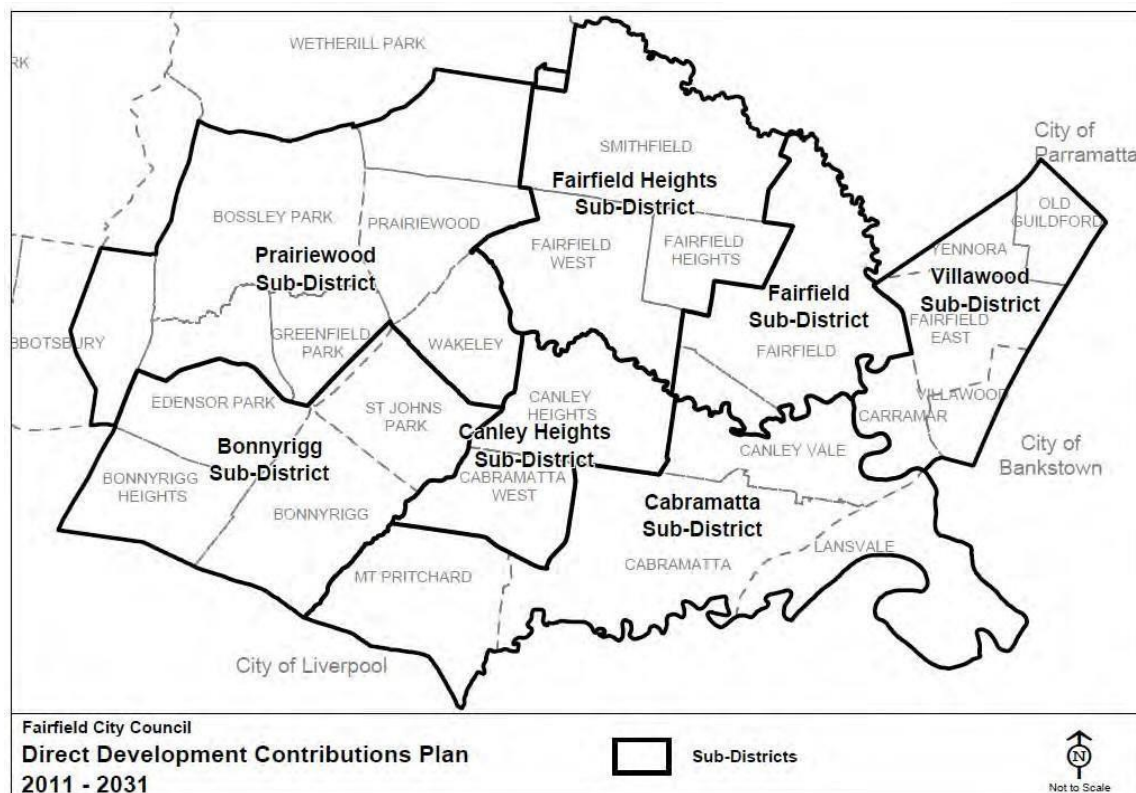 WETHERILL PARK
RK
SMITHFIELD
City of
Parramatta
Fairfield Heights
Sub-District
OLD
GUILDFORD
BOSSLEY PARK
PRAIRIEWOOD
FAIRFIELD
WEST
FAIRFIELD
HEIGHTS
YENNORA
Prairiewood
Sub-District
Villawood
Sub-District
Fairfield
Sub-District
BBOTSBURY
GREENFIELD
PARK
WAKELEY
FAIRFIELD
FAIRFIELD
EAST
EDENSOR PARK
ST JOHNS
PARK
CANLEY
HEIGHTS
VILLAWOOD
CARRAMAR
Bonnyrigg
Sub-District
Canley Heights
Sub-District
CANLEY VALE
City of
Bankstown
BONNYRIGG
HEIGHTS
CABRAMATTA
WEST
BONNYRIGG
Cabramatta
Sub-District
LANSVALE
MT PRITCHARD
CABRAMATTA
City of Liverpool
Fairfield City Council
Direct Development Contributions Plan
2011 - 2031
Sub-Districts
N
Not to Scale